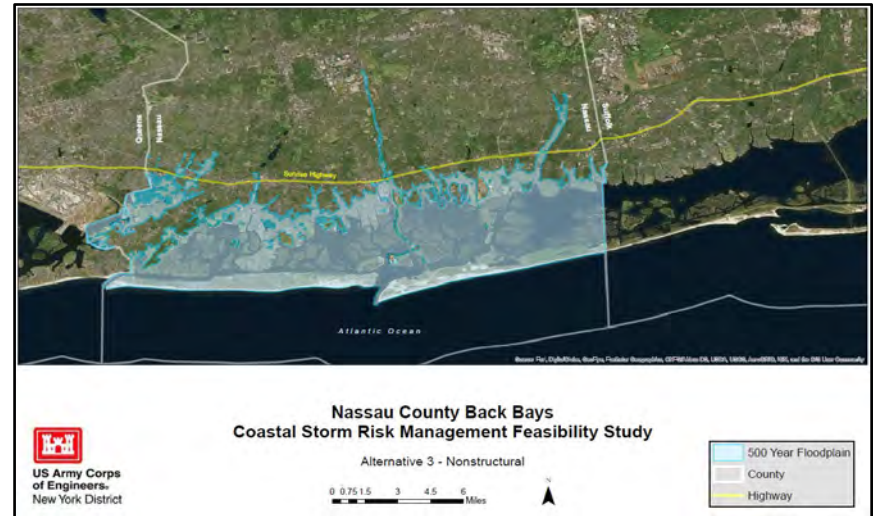 Queens
Nassau
Nassau
Suffolk
Sunrise Highway
Atlantic Ocean
Nassau County Back Bays
Coastal Storm Risk Management Feasibility Study
Alternative 3 - Nonstructural
US Army Corps
of Engineers®
New York District
0 0.75 1.5 3 4.5 6
Miles
N
500 Year Floodplain
County
Highway